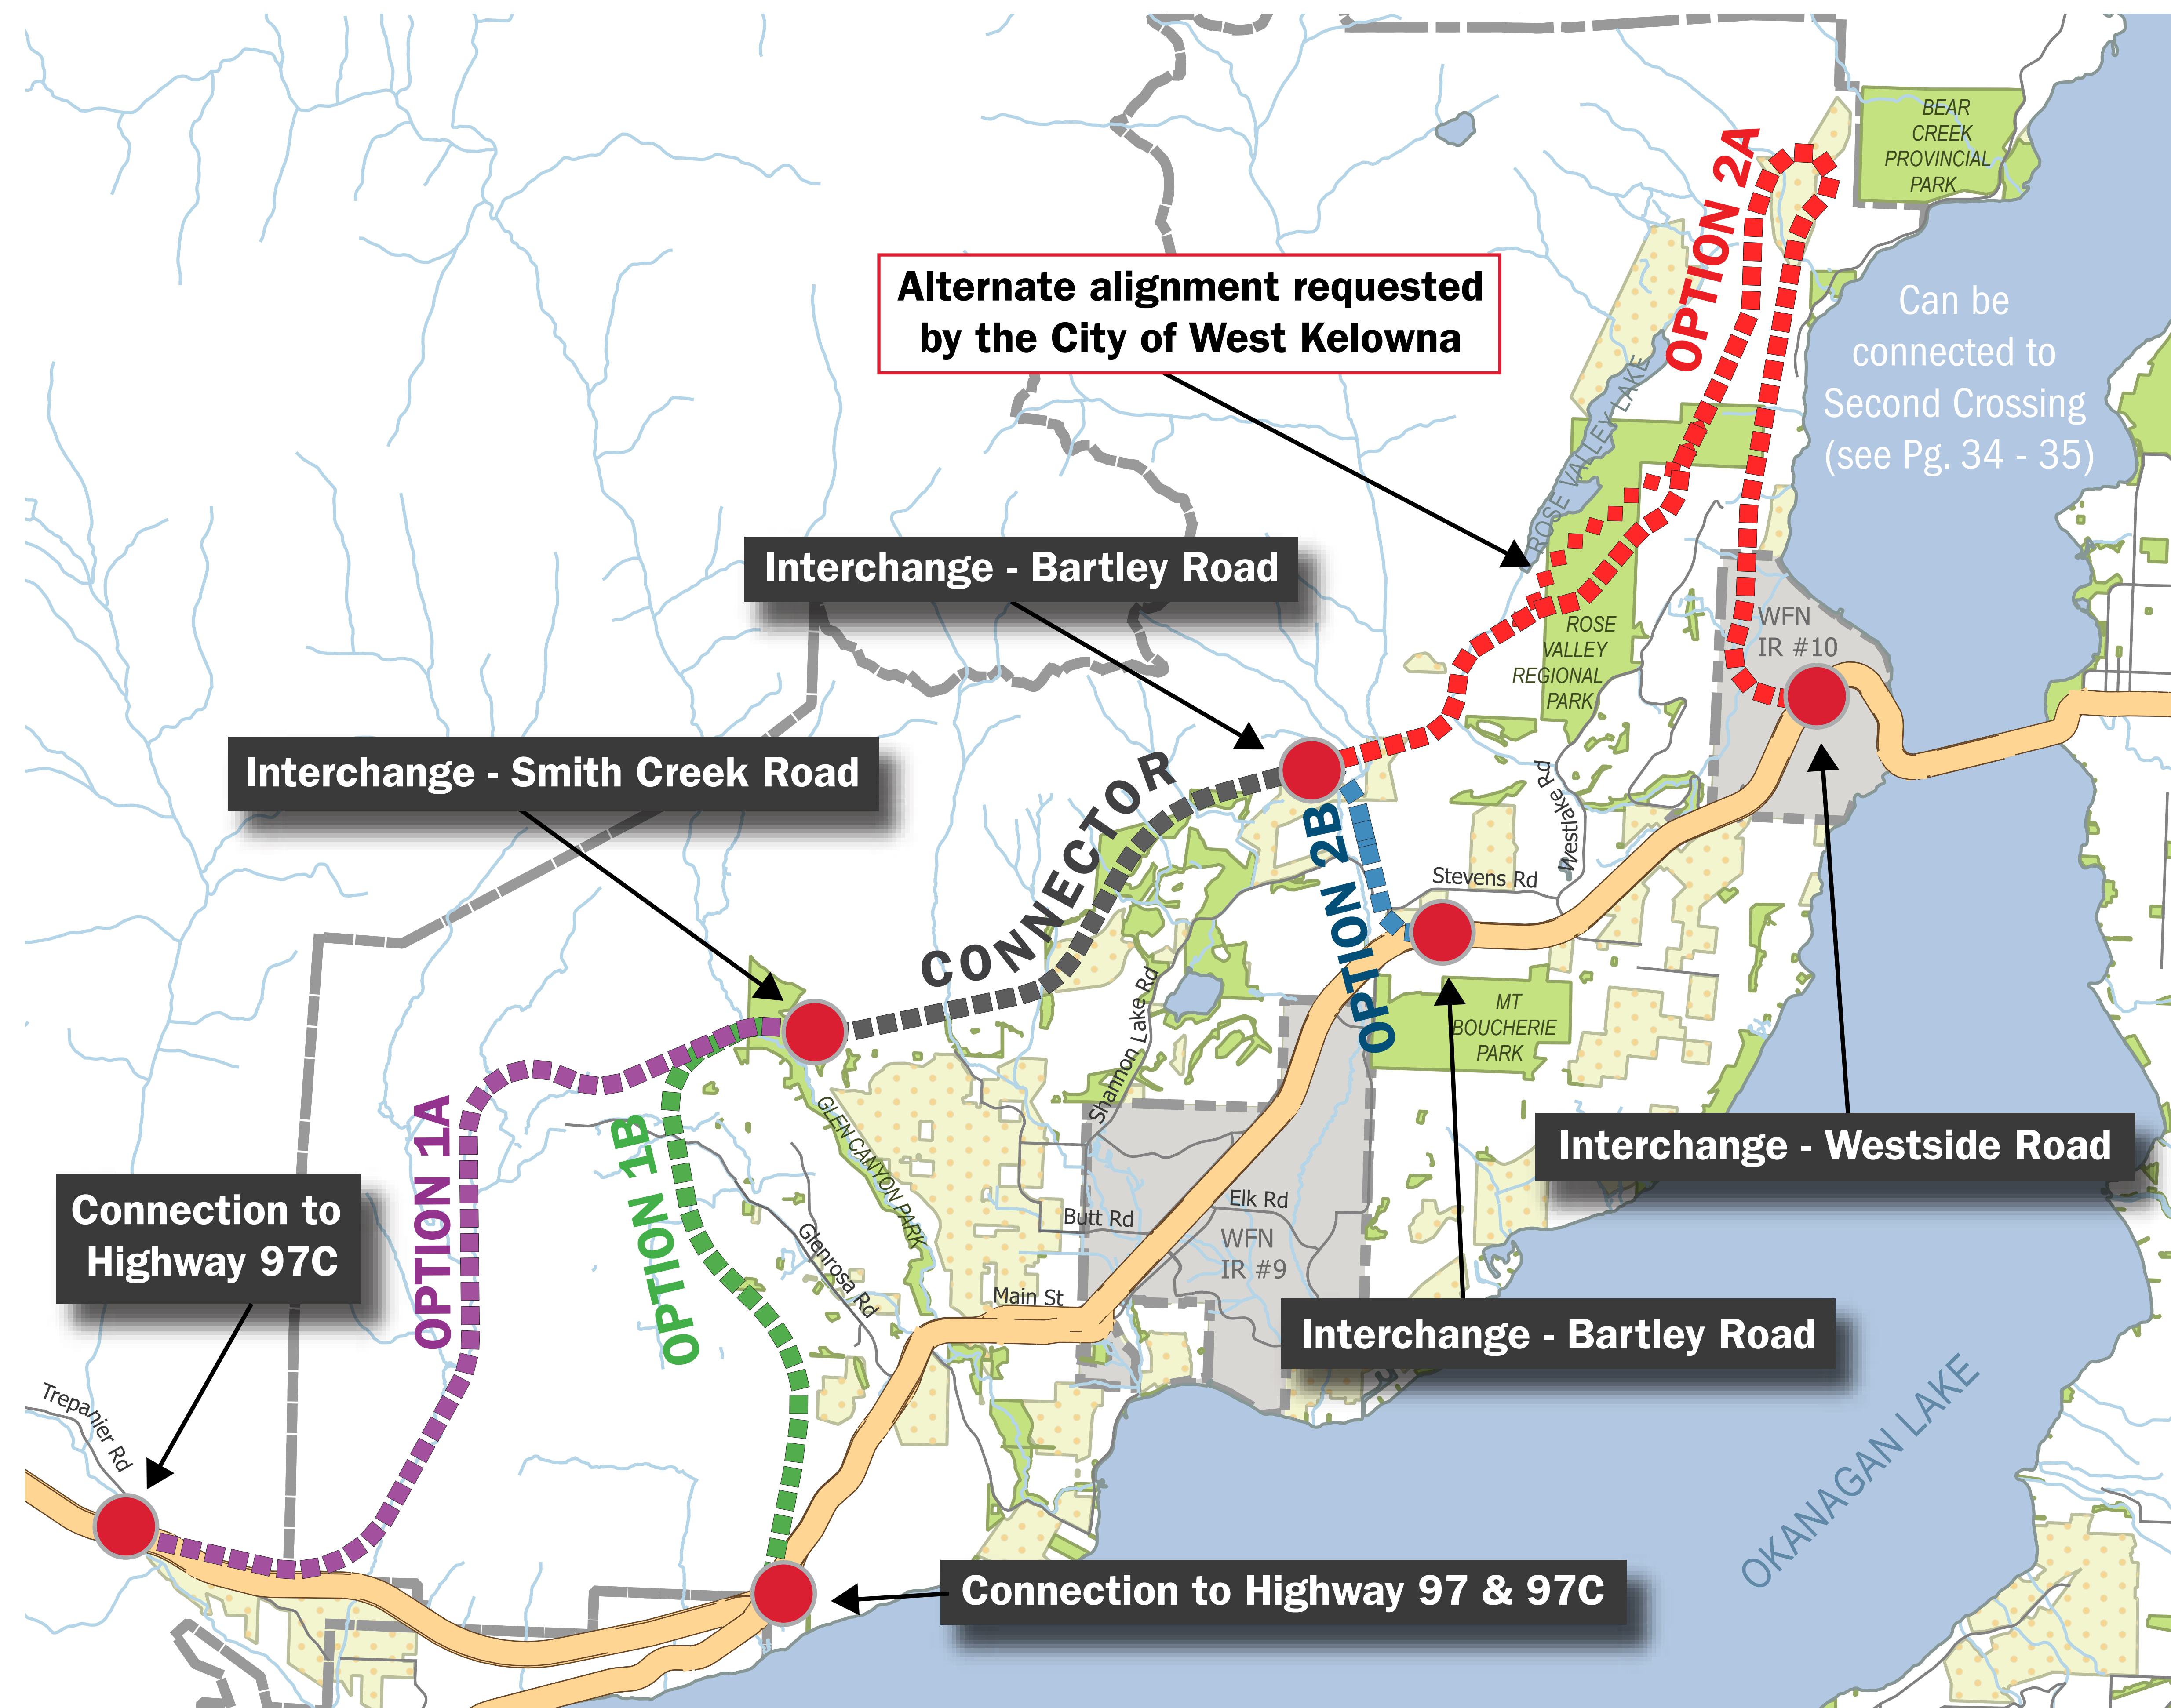 BEAR
CREEK
PROVINCIAL
PARK
OPTION 2A
Alternate alignment requested
by the City of West Kelowna
Can be
connected to
Second Crossing
(see Pg. 34 - 35)
ROSE VALLEY LAKE
Interchange - Bartley Road
WFN
IR #10
ROSE
VALLEY
REGIONAL
PARK
Interchange - Smith Creek Road
CONNECTOR
OPTION 2B
Westlake Rd
Stevens Rd
Shannon Lake Rd
MT
BOUCHERIE
PARK
GLEN CANYON PARK
OPTION 1A
OPTION 1B
Interchange - Westside Road
Connection to
Highway 97C
Glenrosa Rd
Butt Rd
Elk Rd
WFN
IR #9
Main St
Interchange - Bartley Road
Trepanier Rd
OKANAGAN LAKE
Connection to Highway 97 & 97C